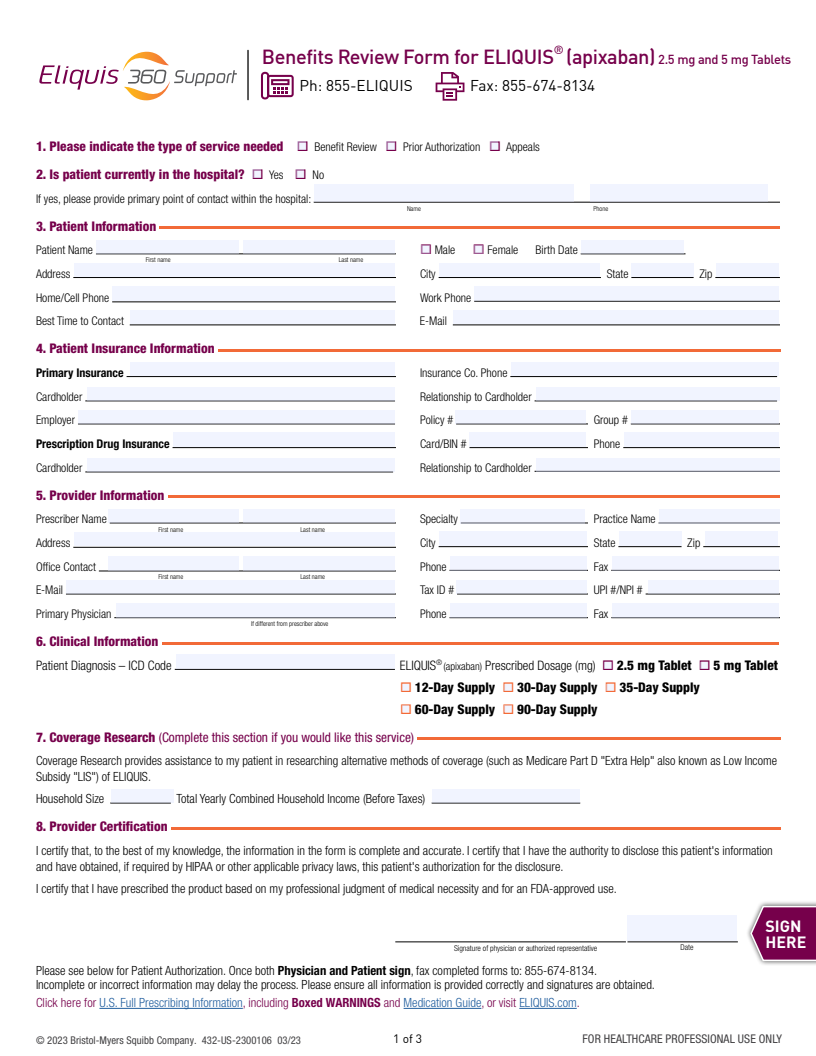 Eliquis 360 Support
Benefits Review Form for ELIQUIS® (apixaban) 2.5 mg and 5 mg Tablets
Ph: 855-ELIQUIS Fax: 855-674-8134
1. Please indicate the type of service needed Benefit Review Prior Authorization Appeals
2. Is patient currently in the hospital? Yes No
If yes, please provide primary point of contact within the hospital:
Name Phone
3. Patient Information
Patient Name Male Female Birth Date
First name Last name
Address City State Zip
Home/Cell Phone Work Phone
Best Time to Contact E-Mail
4. Patient Insurance Information
Primary Insurance Insurance Co. Phone
Cardholder Relationship to Cardholder
Employer Policy # Group #
Prescription Drug Insurance Card/BIN # Phone
Cardholder Relationship to Cardholder
5. Provider Information
Prescriber Name Specialty Practice Name
First name Last name
Address City State Zip
Office Contact Phone Fax
First name Last name
E-Mail Tax ID # UPI #/NPI #
Primary Physician Phone Fax
If different from prescriber above
6. Clinical Information
Patient Diagnosis – ICD Code ELIQUIS® (apixaban) Prescribed Dosage (mg) 2.5 mg Tablet 5 mg Tablet
12-Day Supply 30-Day Supply 35-Day Supply
60-Day Supply 90-Day Supply
7. Coverage Research (Complete this section if you would like this service)
Coverage Research provides assistance to my patient in researching alternative methods of coverage (such as Medicare Part D "Extra Help" also known as Low Income
Subsidy "LIS") of ELIQUIS.
Household Size Total Yearly Combined Household Income (Before Taxes)
8. Provider Certification
I certify that, to the best of my knowledge, the information in the form is complete and accurate. I certify that I have the authority to disclose this patient's information
and have obtained, if required by HIPAA or other applicable privacy laws, this patient's authorization for the disclosure.
I certify that I have prescribed the product based on my professional judgment of medical necessity and for an FDA-approved use.
SIGN
HERE
Signature of physician or authorized representative Date
Please see below for Patient Authorization. Once both Physician and Patient sign, fax completed forms to: 855-674-8134.
Incomplete or incorrect information may delay the process. Please ensure all information is provided correctly and signatures are obtained.
Click here for U.S. Full Prescribing Information, including Boxed WARNINGS and Medication Guide, or visit ELIQUIS.com.
© 2023 Bristol-Myers Squibb Company. 432-US-2300106 03/23 1 of 3 FOR HEALTHCARE PROFESSIONAL USE ONLY